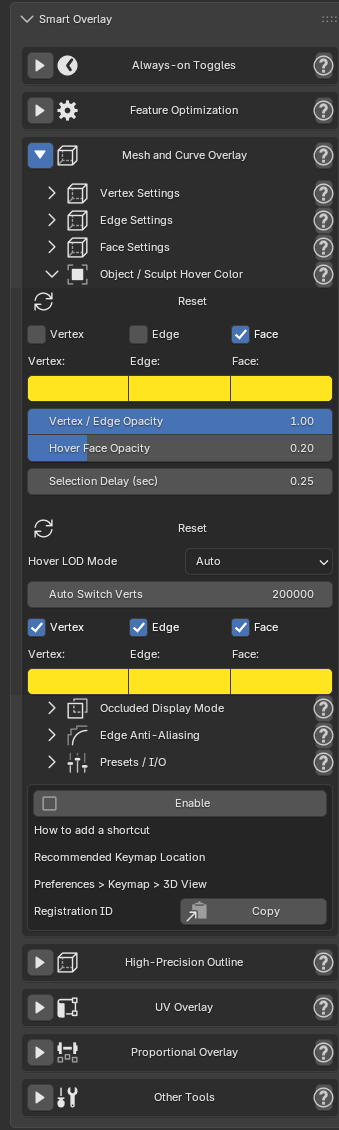 Smart Overlay
Always-on Toggles
Feature Optimization
Mesh and Curve Overlay
Vertex Settings
Edge Settings
Face Settings
Object / Sculpt Hover Color
Reset
Vertex Edge Face
Vertex: Edge: Face:
Vertex / Edge Opacity 1.00
Hover Face Opacity 0.20
Selection Delay (sec) 0.25
Reset
Hover LOD Mode Auto
Auto Switch Verts 200000
Vertex Edge Face
Vertex: Edge: Face:
Occluded Display Mode
Edge Anti-Aliasing
Presets / I/O
Enable
How to add a shortcut
Recommended Keymap Location
Preferences > Keymap > 3D View
Registration ID Copy
High-Precision Outline
UV Overlay
Proportional Overlay
Other Tools